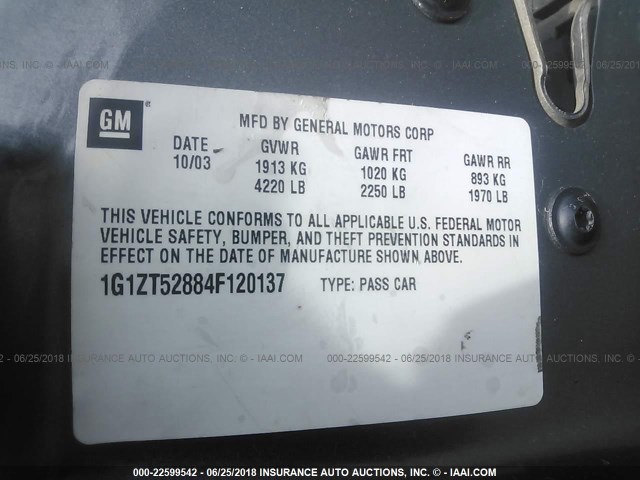 GM
MFD BY GENERAL MOTORS CORP
DATE GVWR GAWR FRT GAWR RR
10/03 1913 KG 1020 KG 893 KG
4220 LB 2250 LB 1970 LB
THIS VEHICLE CONFORMS TO ALL APPLICABLE U.S. FEDERAL MOTOR
VEHICLE SAFETY, BUMPER, AND THEFT PREVENTION STANDARDS IN
EFFECT ON THE DATE OF MANUFACTURE SHOWN ABOVE.
1G1ZT52884F120137 TYPE: PASS CAR
000-22599542 / 06/25/2018 INSURANCE AUTO AUCTIONS, INC. - © IAAI.COM